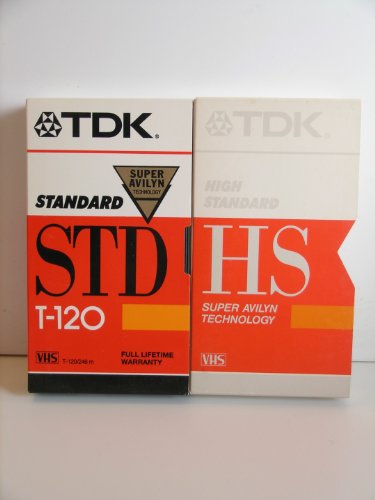 TDK®
SUPER
AVILYN
TECHNOLOGY
STANDARD
STD
T-120
VHS T-120/246 m
FULL LIFETIME
WARRANTY
TDK®
HIGH
STANDARD
HS
SUPER AVILYN
TECHNOLOGY
VHS